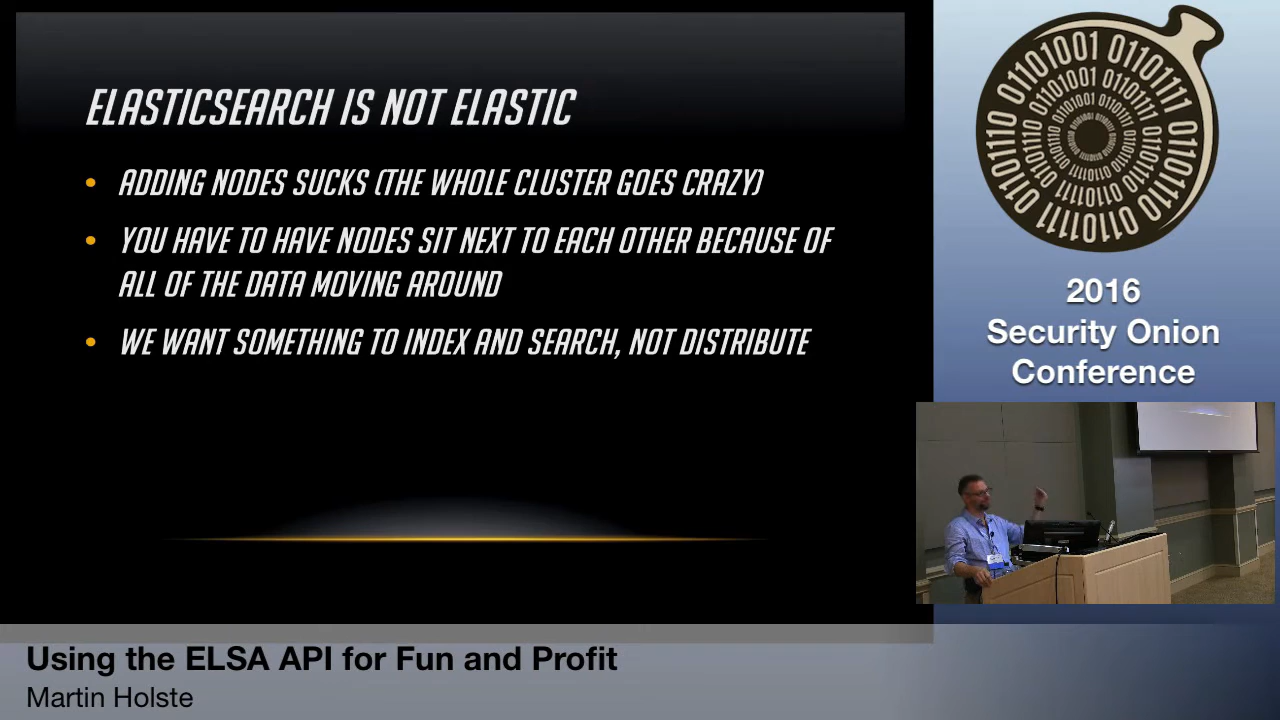 ELASTICSEARCH IS NOT ELASTIC
• ADDING NODES SUCKS (THE WHOLE CLUSTER GOES CRAZY)
• YOU HAVE TO HAVE NODES SIT NEXT TO EACH OTHER BECAUSE OF
ALL OF THE DATA MOVING AROUND
• WE WANT SOMETHING TO INDEX AND SEARCH, NOT DISTRIBUTE
2016
Security Onion
Conference
Using the ELSA API for Fun and Profit
Martin Holste